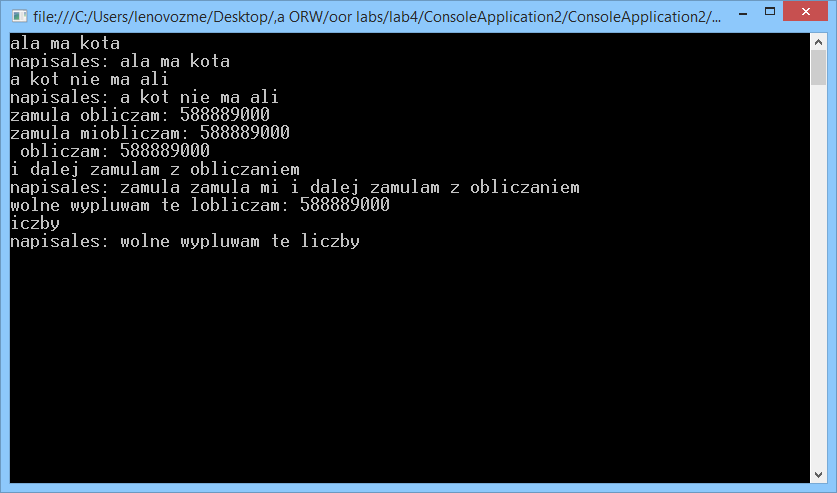 file:///C:/Users/lenovozme/Desktop/,a ORW/oor labs/lab4/ConsoleApplication2/ConsoleApplication2/...
ala ma kota
napisales: ala ma kota
a kot nie ma ali
napisales: a kot nie ma ali
zamula obliczam: 588889000
zamula miobliczam: 588889000
 obliczam: 588889000
i dalej zamulam z obliczaniem
napisales: zamula zamula mi i dalej zamulam z obliczaniem
wolne wypluwam te lobliczam: 588889000
iczby
napisales: wolne wypluwam te liczby